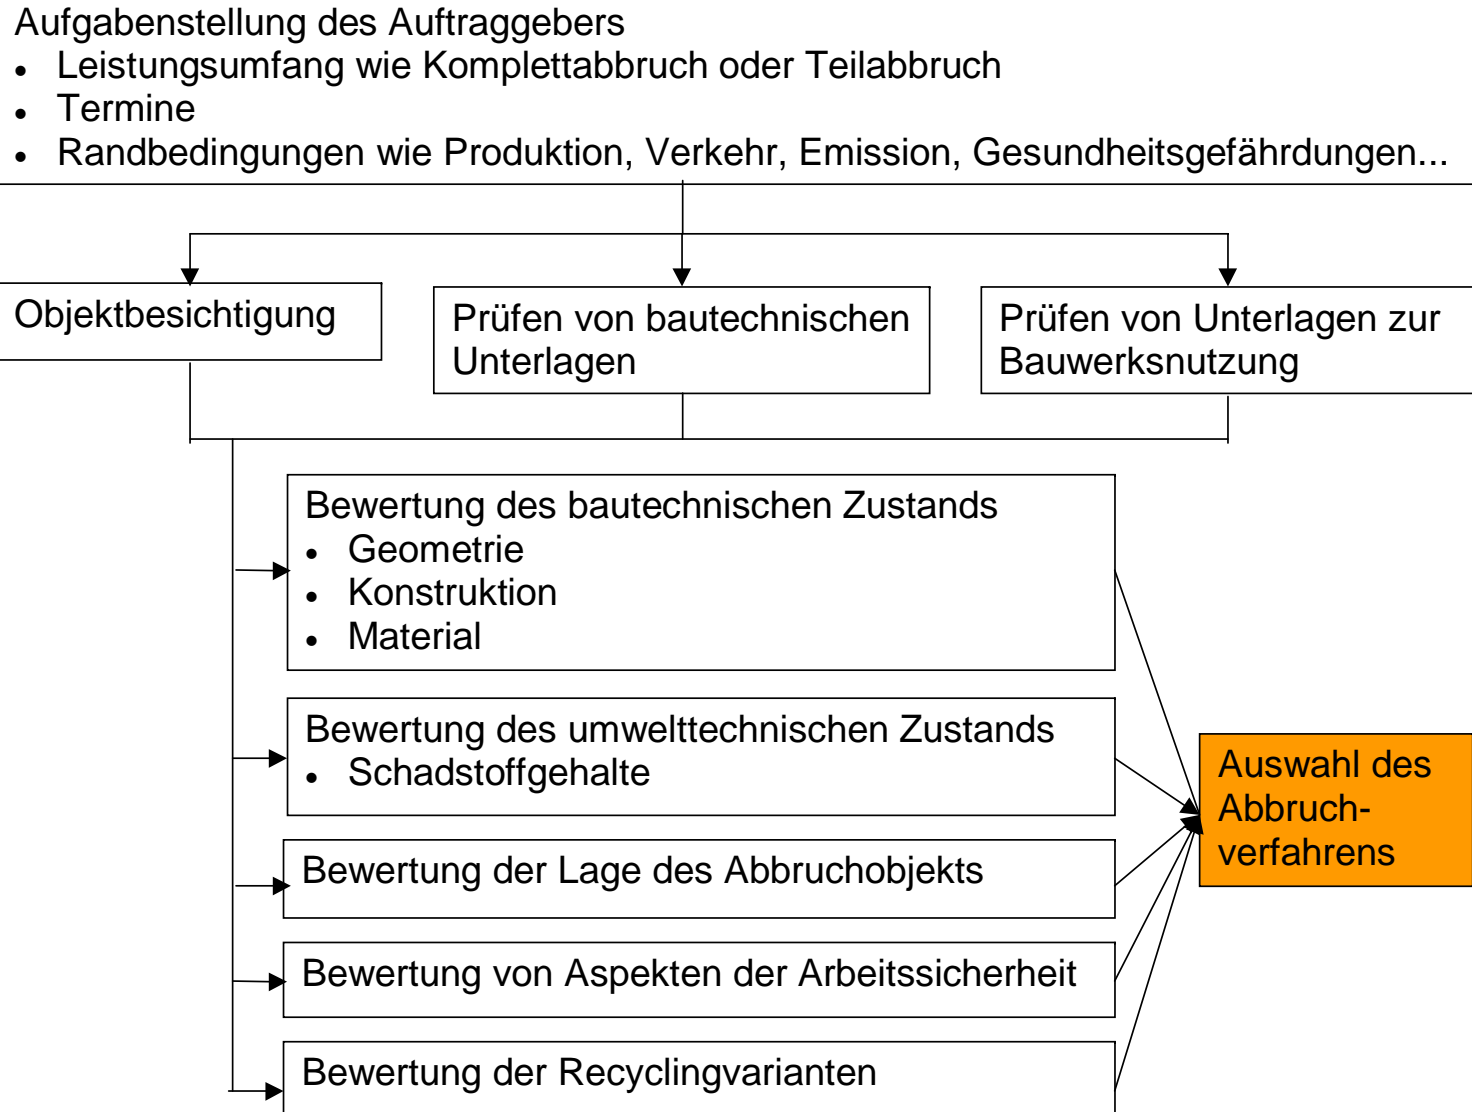 Aufgabenstellung des Auftraggebers
• Leistungsumfang wie Komplettabbruch oder Teilabbruch
• Termine
• Randbedingungen wie Produktion, Verkehr, Emission, Gesundheitsgefährdungen...
Objektbesichtigung
Prüfen von bautechnischen
Unterlagen
Prüfen von Unterlagen zur
Bauwerksnutzung
Bewertung des bautechnischen Zustands
• Geometrie
• Konstruktion
• Material
Bewertung des umwelttechnischen Zustands
• Schadstoffgehalte
Bewertung der Lage des Abbruchobjekts
Bewertung von Aspekten der Arbeitssicherheit
Bewertung der Recyclingvarianten
Auswahl des
Abbruch-
verfahrens